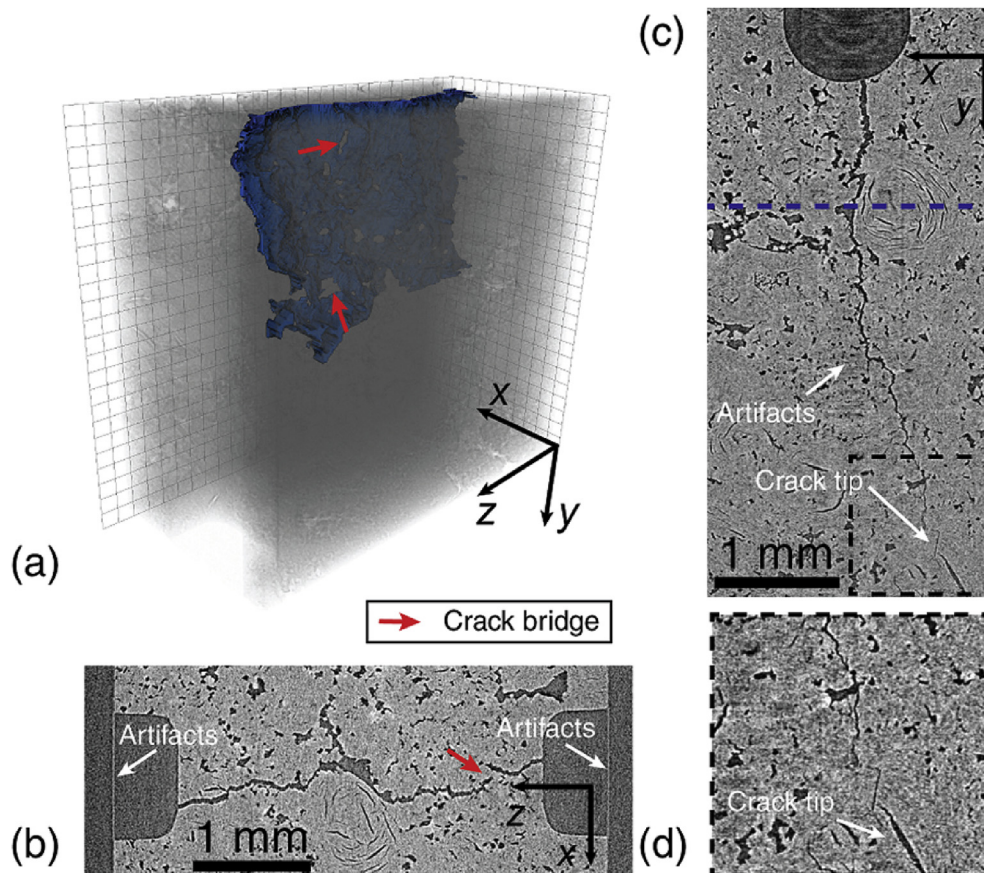 (a)
x
z
y
Crack bridge
(b)
Artifacts
Artifacts
z
x
1 mm
(c)
x
y
Artifacts
Crack tip
1 mm
(d)
Crack tip